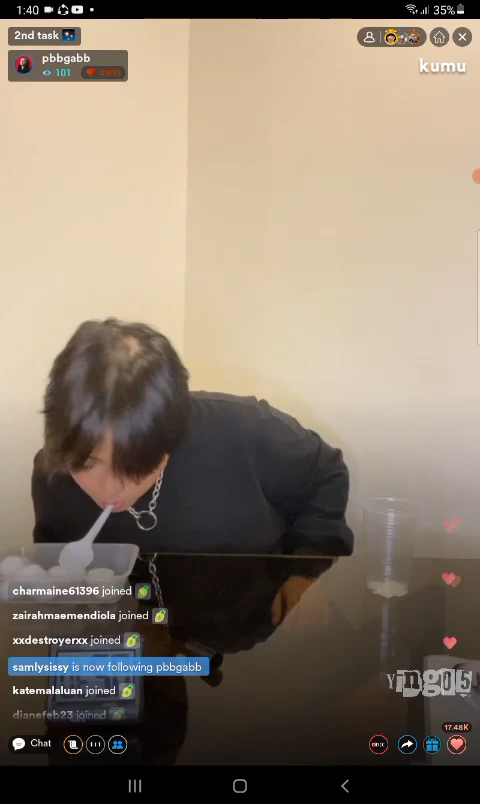 1:40
35%
2nd task
pbbgabb
101
kumu
charmaine61396 joined
zairahmaemendiola joined
xxdestroyerxx joined
samlysissy is now following pbbgabb
katemalaluan joined
dianefeb23 joined
Yingo5
17.48K
Chat